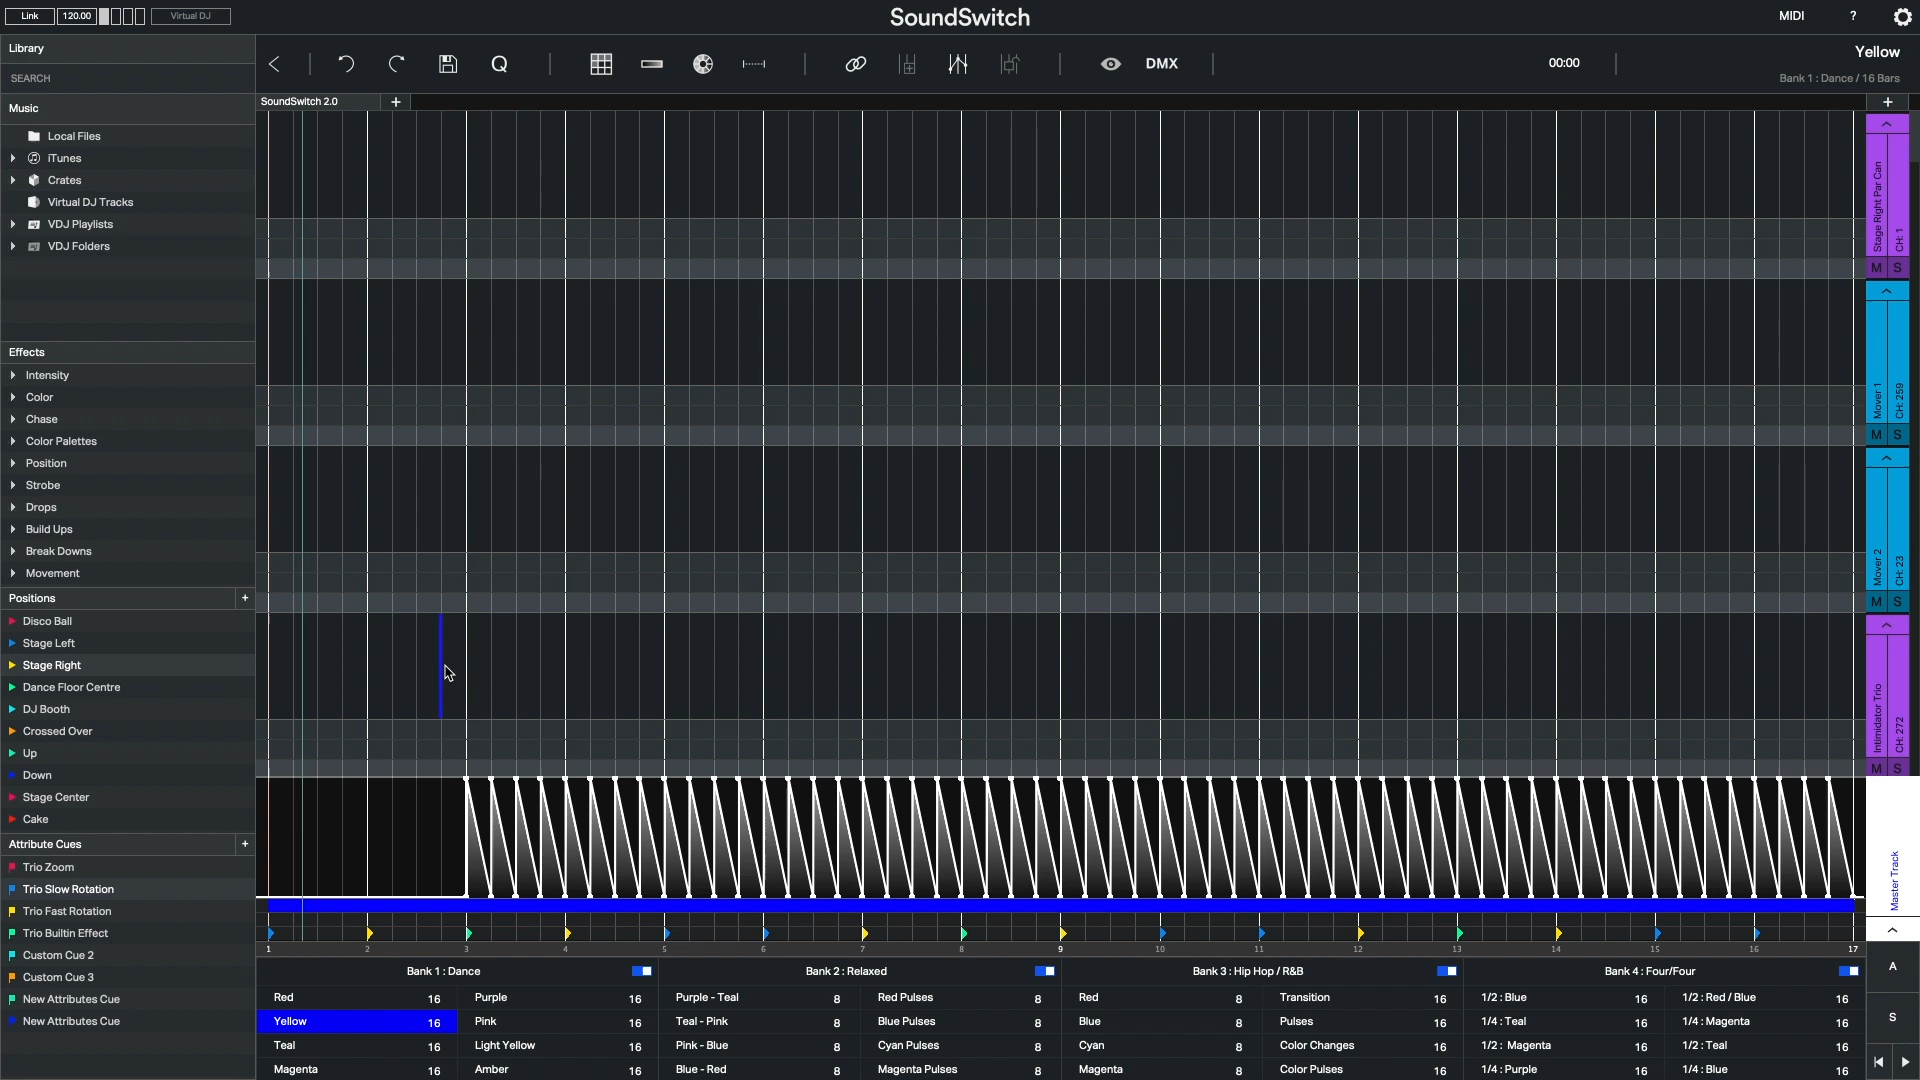 Link 120.00 Virtual DJ SoundSwitch MIDI ?
Library
SEARCH
Q DMX 00:00 Yellow
Bank 1 : Dance / 16 Bars
SoundSwitch 2.0 + +
Music
Local Files
iTunes
Crates
Virtual DJ Tracks
VDJ Playlists
VDJ Folders
Effects
Intensity
Color
Chase
Color Palettes
Position
Strobe
Drops
Build Ups
Break Downs
Movement
Positions +
Disco Ball
Stage Left
Stage Right
Dance Floor Centre
DJ Booth
Crossed Over
Up
Down
Stage Center
Cake
Attribute Cues +
Trio Zoom
Trio Slow Rotation
Trio Fast Rotation
Trio Builtin Effect
Custom Cue 2
Custom Cue 3
New Attributes Cue
New Attributes Cue
Stage Right Par Can
CH: 1
M S
Mover 1
CH: 259
M S
Mover 2
CH: 23
M S
Intimidator Trio
CH: 272
M S
Master Track
1 2 3 4 5 6 7 8 9 10 11 12 13 14 15 16 17
Bank 1 : Dance Bank 2 : Relaxed Bank 3 : Hip Hop / R&B Bank 4 : Four/Four
A
Red 16 Purple 16 Purple - Teal 8 Red Pulses 8 Red 8 Transition 16 1/2 : Blue 16 1/2 : Red / Blue 16
Yellow 16 Pink 16 Teal - Pink 8 Blue Pulses 8 Blue 8 Pulses 16 1/4 : Teal 16 1/4 : Magenta 16
S
Teal 16 Light Yellow 16 Pink - Blue 8 Cyan Pulses 8 Cyan 8 Color Changes 16 1/2 : Magenta 16 1/2 : Teal 16
Magenta 16 Amber 16 Blue - Red 8 Magenta Pulses 8 Magenta 8 Color Pulses 16 1/4 : Purple 16 1/4 : Blue 16